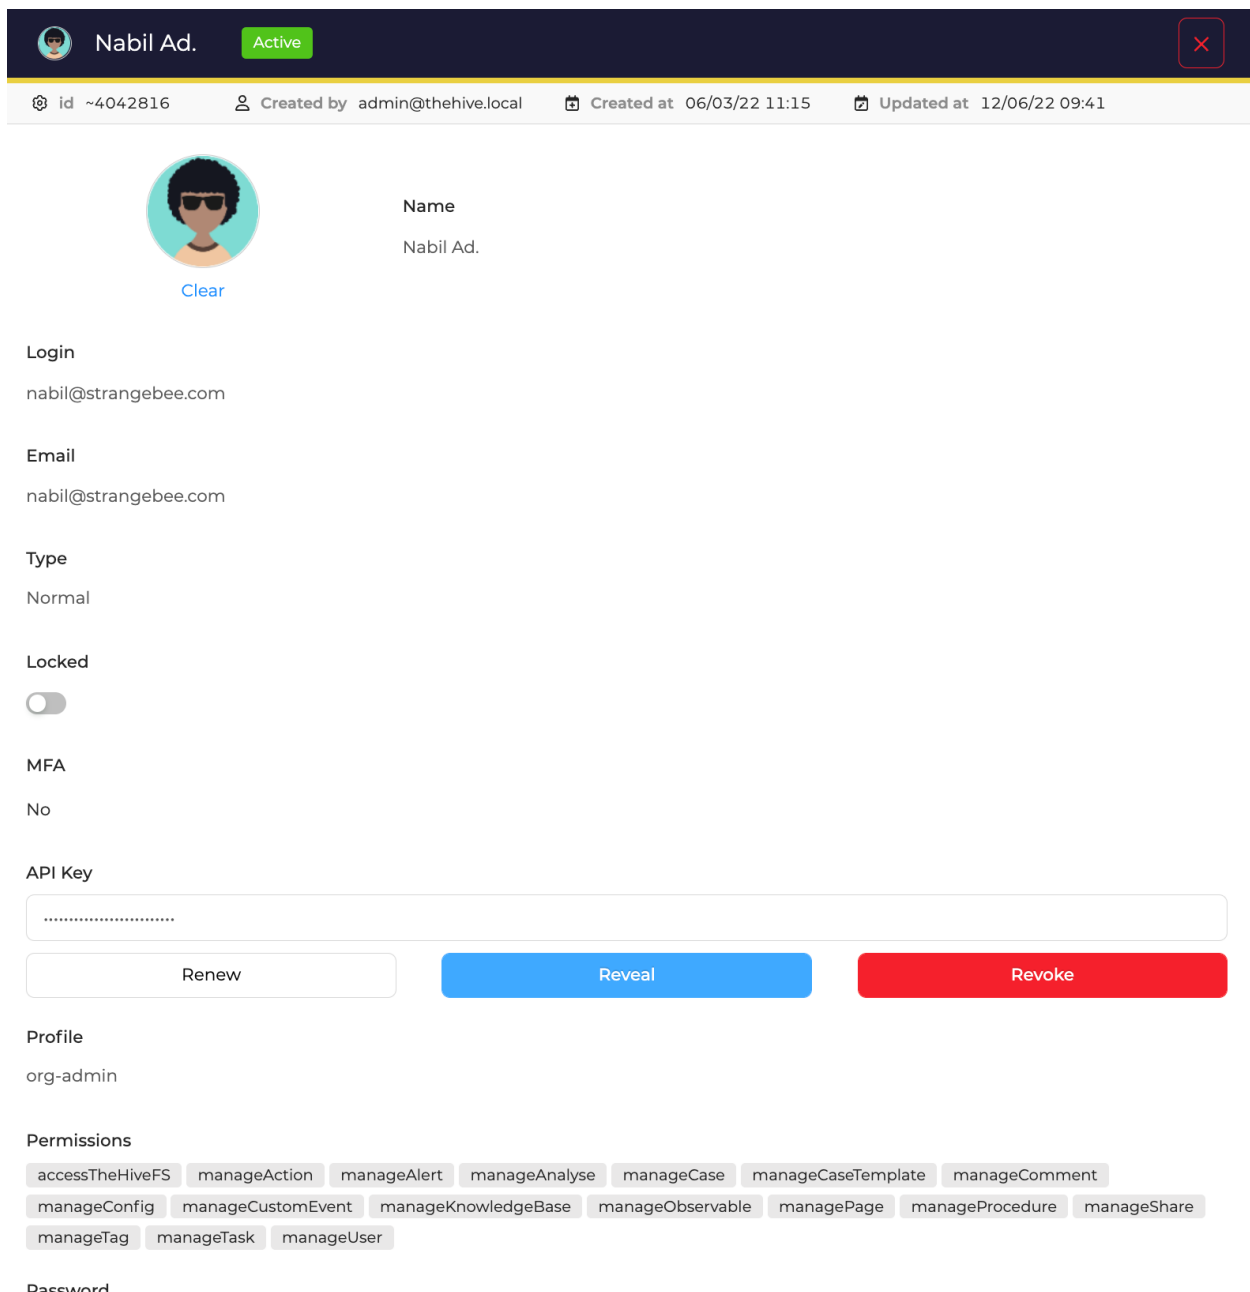 Nabil Ad. Active
id ~4042816 Created by admin@thehive.local Created at 06/03/22 11:15 Updated at 12/06/22 09:41
Name
Nabil Ad.
Clear
Login
nabil@strangebee.com
Email
nabil@strangebee.com
Type
Normal
Locked
MFA
No
API Key
••••••••••••••••••••••••••
Renew Reveal Revoke
Profile
org-admin
Permissions
accessTheHiveFS manageAction manageAlert manageAnalyse manageCase manageCaseTemplate manageComment
manageConfig manageCustomEvent manageKnowledgeBase manageObservable managePage manageProcedure manageShare
manageTag manageTask manageUser
Password